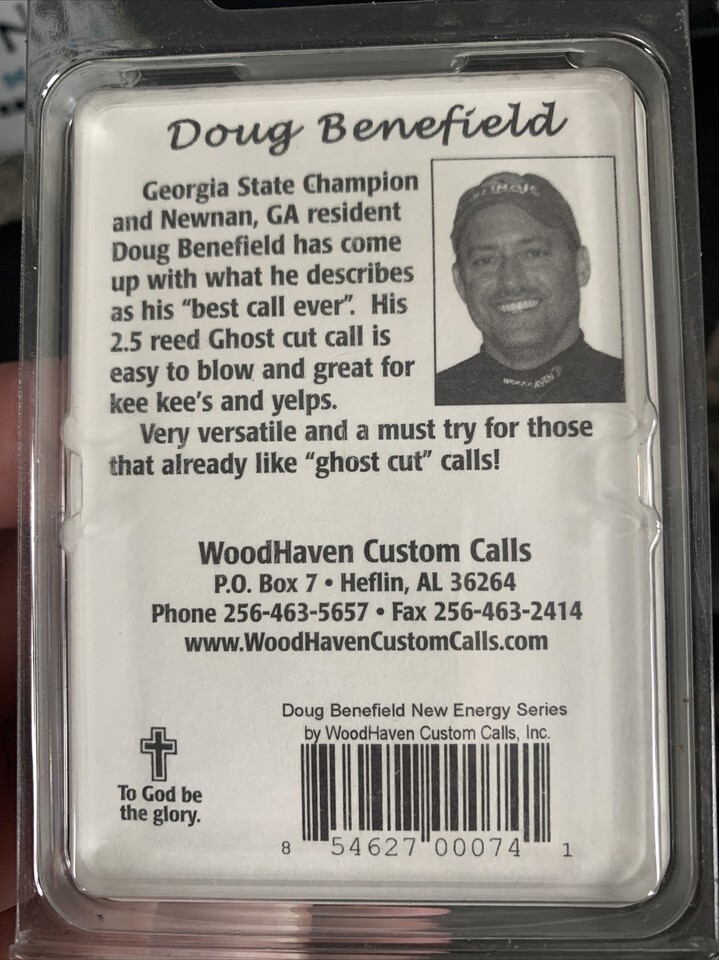 Doug Benefield
Georgia State Champion
and Newnan, GA resident
Doug Benefield has come
up with what he describes
as his “best call ever”. His
2.5 reed Ghost cut call is
easy to blow and great for
kee kee's and yelps.
Very versatile and a must try for those
that already like “ghost cut” calls!
WoodHaven Custom Calls
P.O. Box 7 • Heflin, AL 36264
Phone 256-463-5657 • Fax 256-463-2414
www.WoodHavenCustomCalls.com
Doug Benefield New Energy Series
by WoodHaven Custom Calls, Inc.
To God be
the glory.
8 54627 00074 1